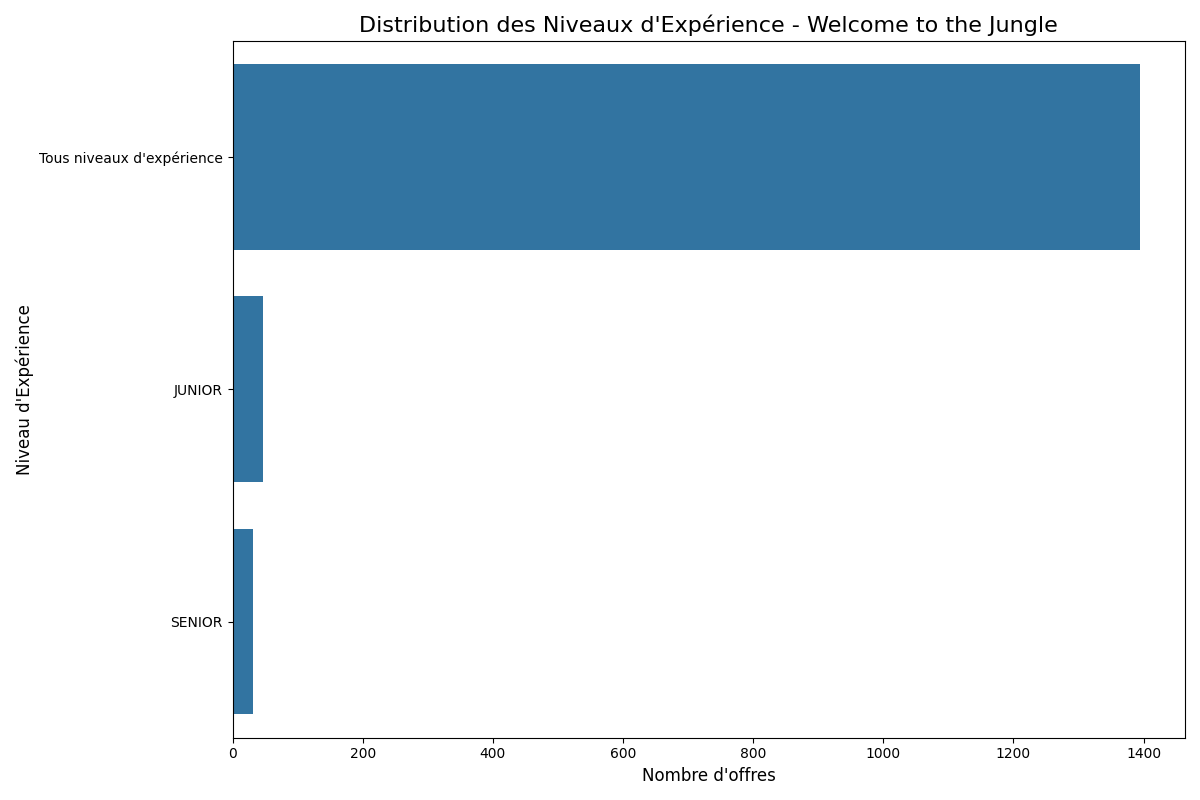 Distribution des Niveaux d'Expérience - Welcome to the Jungle
Niveau d'Expérience
Tous niveaux d'expérience
JUNIOR
SENIOR
0 200 400 600 800 1000 1200 1400
Nombre d'offres